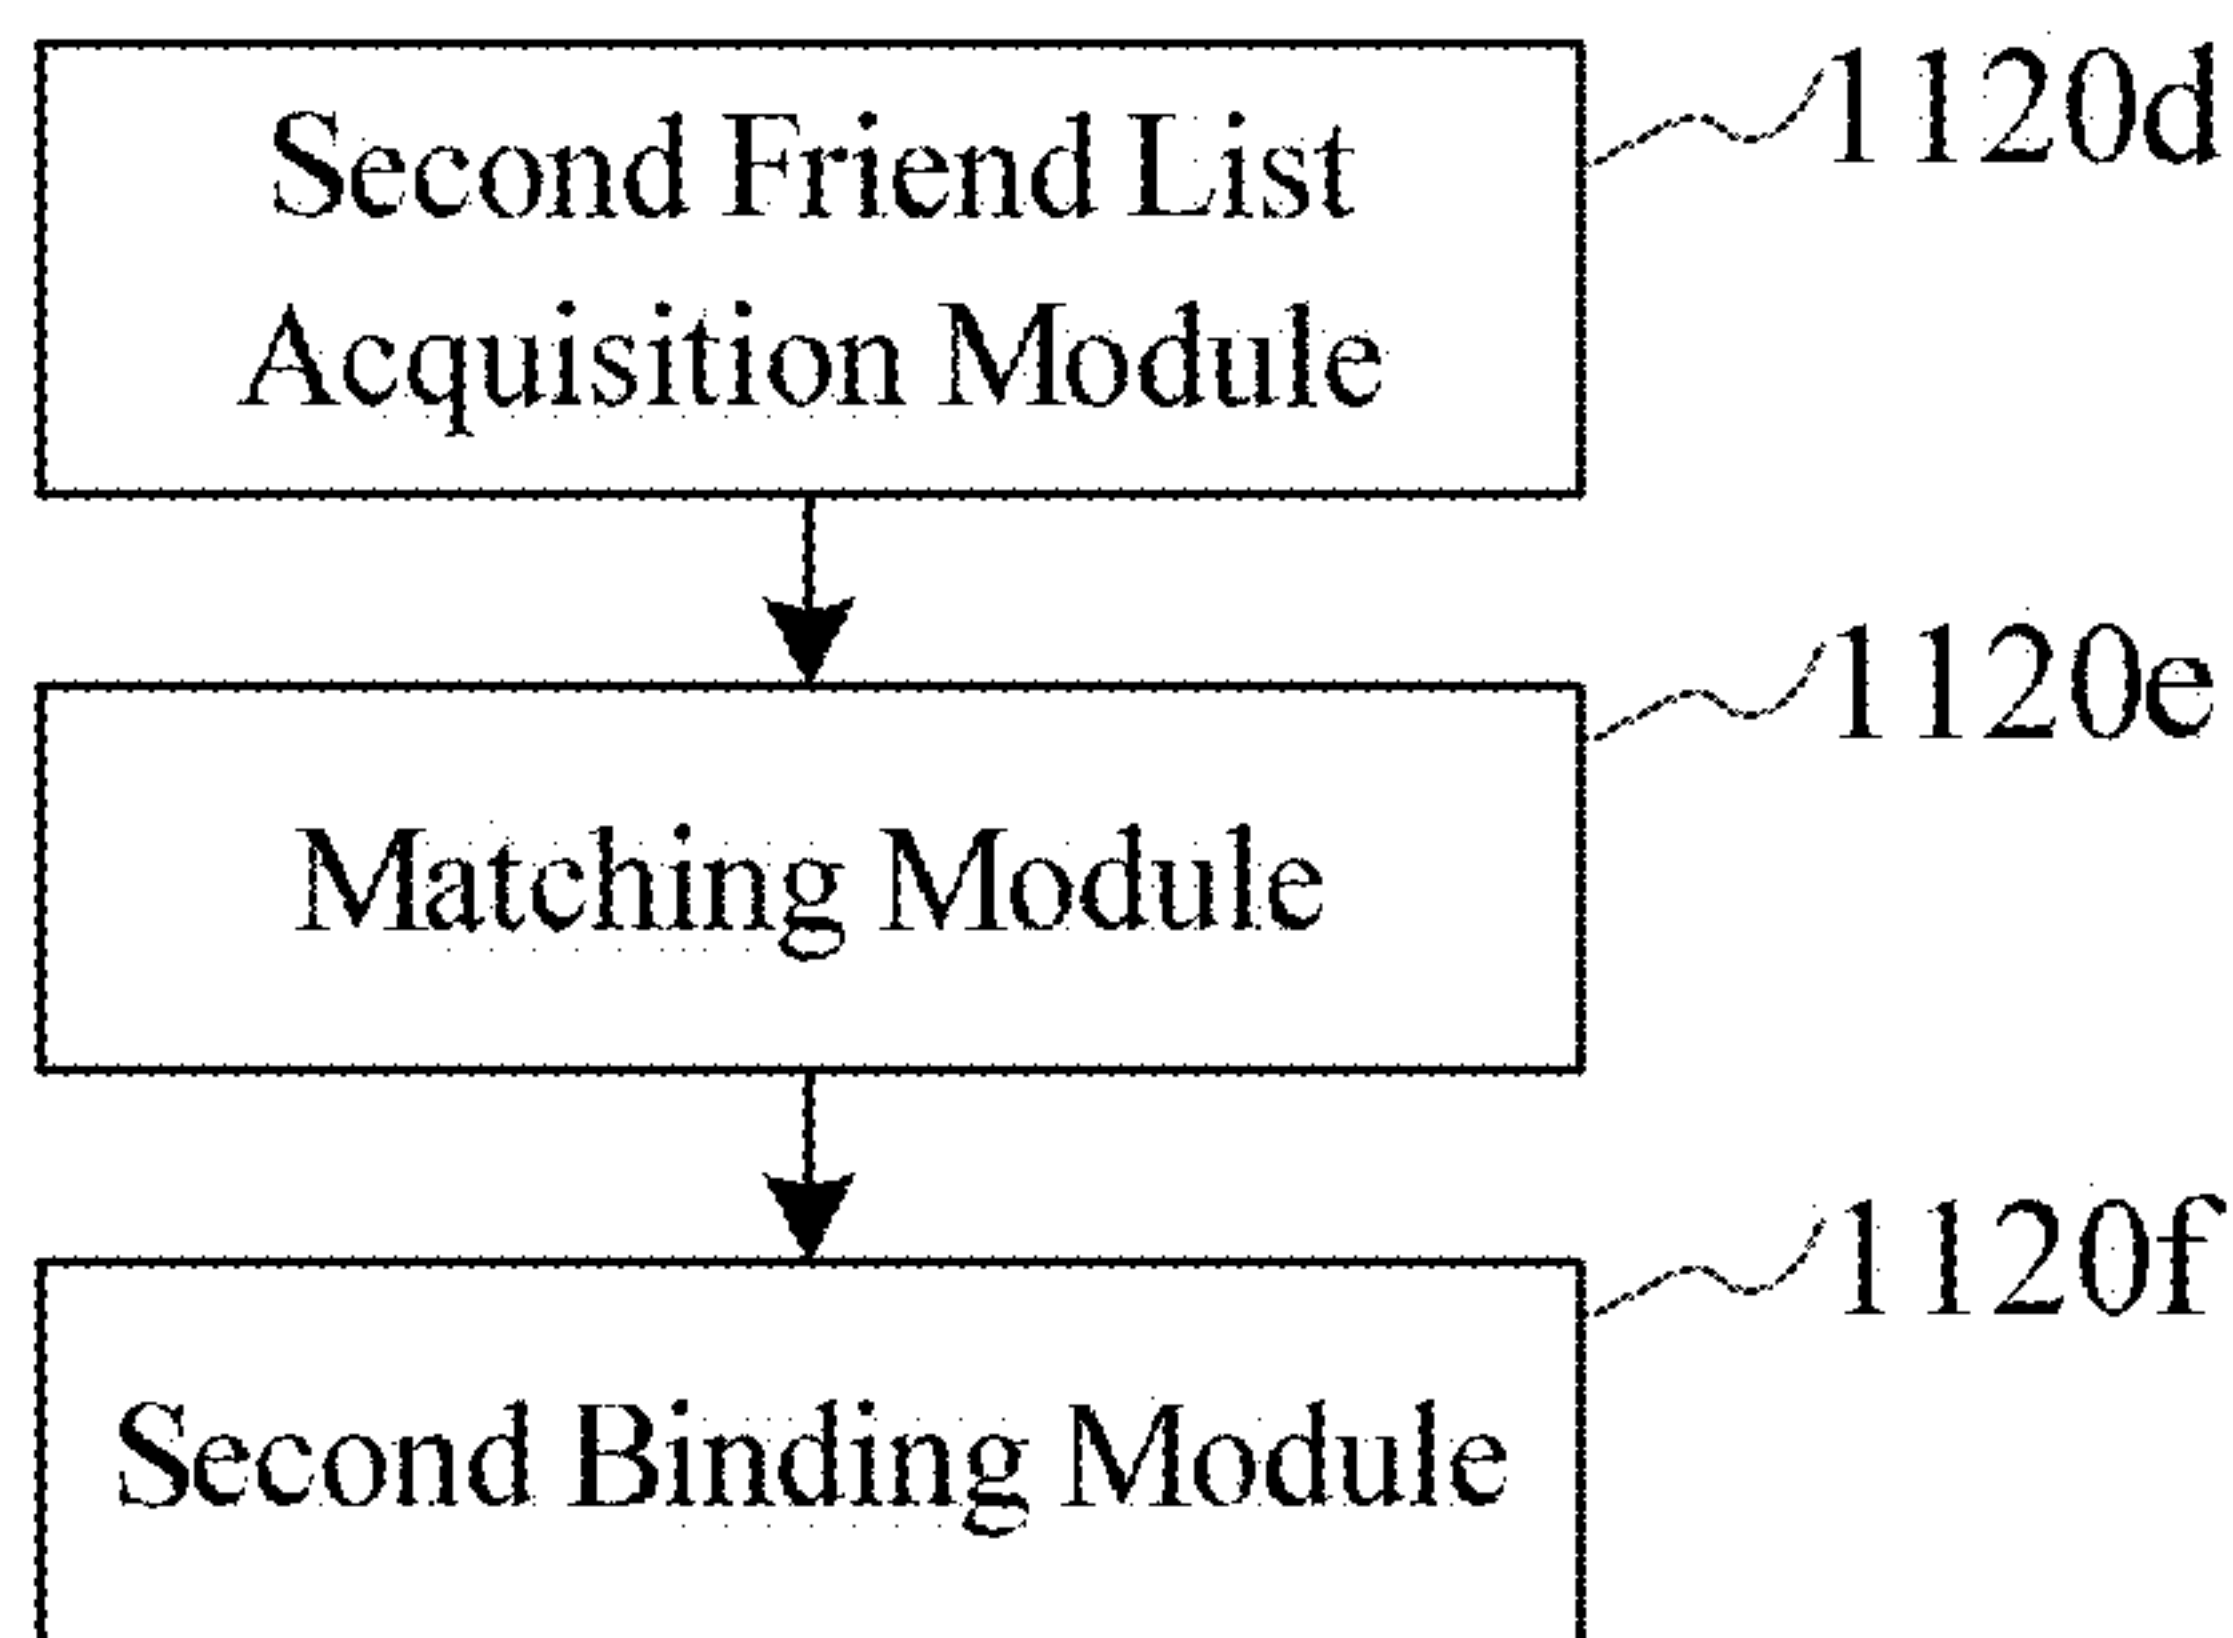 Second Friend List
Acquisition Module
1120d
Matching Module
1120e
Second Binding Module
1120f